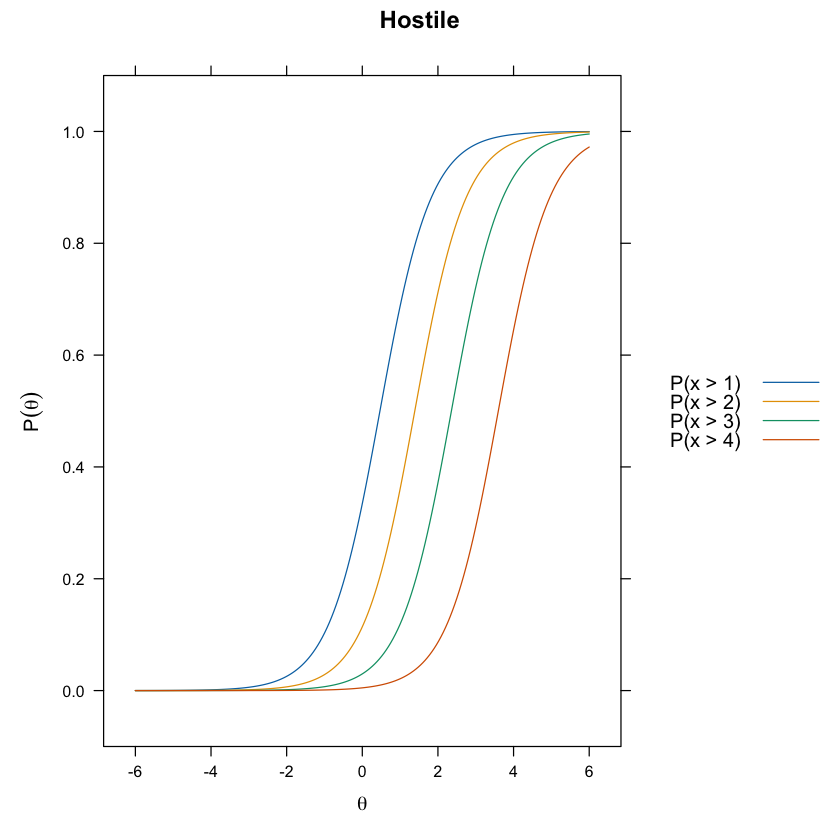 Hostile
1.0
0.8
0.6
0.4
0.2
0.0
P(θ)
-6 -4 -2 0 2 4 6
θ
P(x > 1)
P(x > 2)
P(x > 3)
P(x > 4)